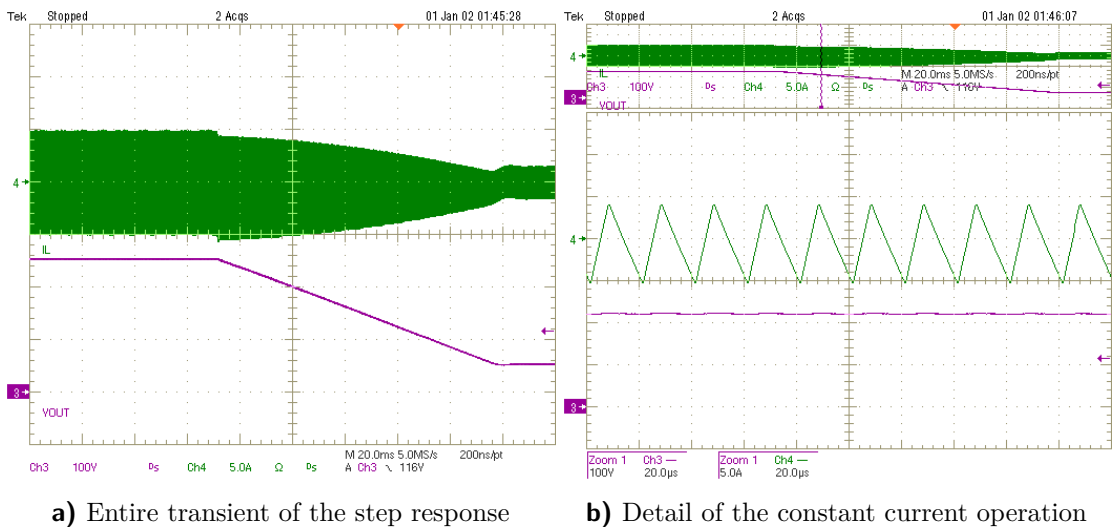 Tek Stopped 2 Acqs 01 Jan 02 01:45:28
4
IL
3
VOUT
M 20.0ms 5.0MS/s 200ns/pt
Ch3 100V Ds Ch4 5.0A Ω Ds A Ch3 ∖ 116V
a) Entire transient of the step response
Tek Stopped 2 Acqs 01 Jan 02 01:46:07
4
IL
M 20.0ms 5.0MS/s 200ns/pt
Ch3 100V Ds Ch4 5.0A Ω Ds A Ch3 ∖ 116V
3
VOUT
4
3
Zoom 1 Ch3 Zoom 1 Ch4
100V 20.0µs 5.0A 20.0µs
b) Detail of the constant current operation